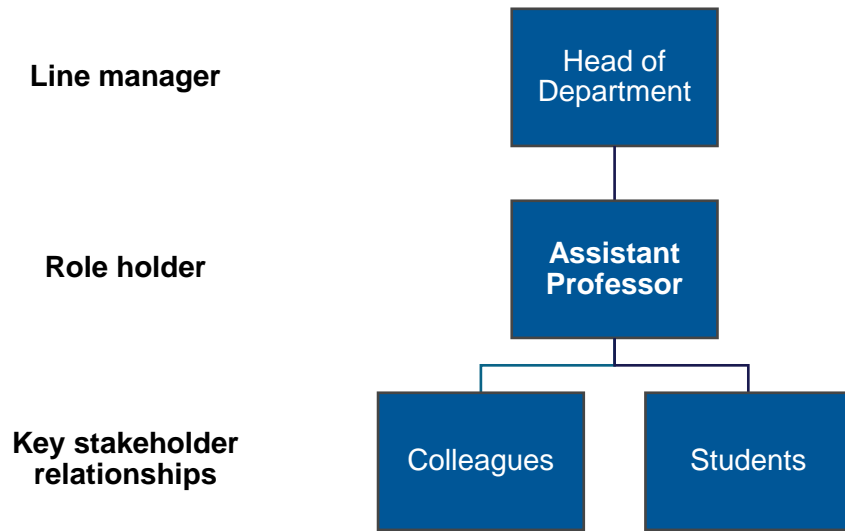 Line manager
Head of
Department
Role holder
Assistant
Professor
Key stakeholder
relationships
Colleagues
Students